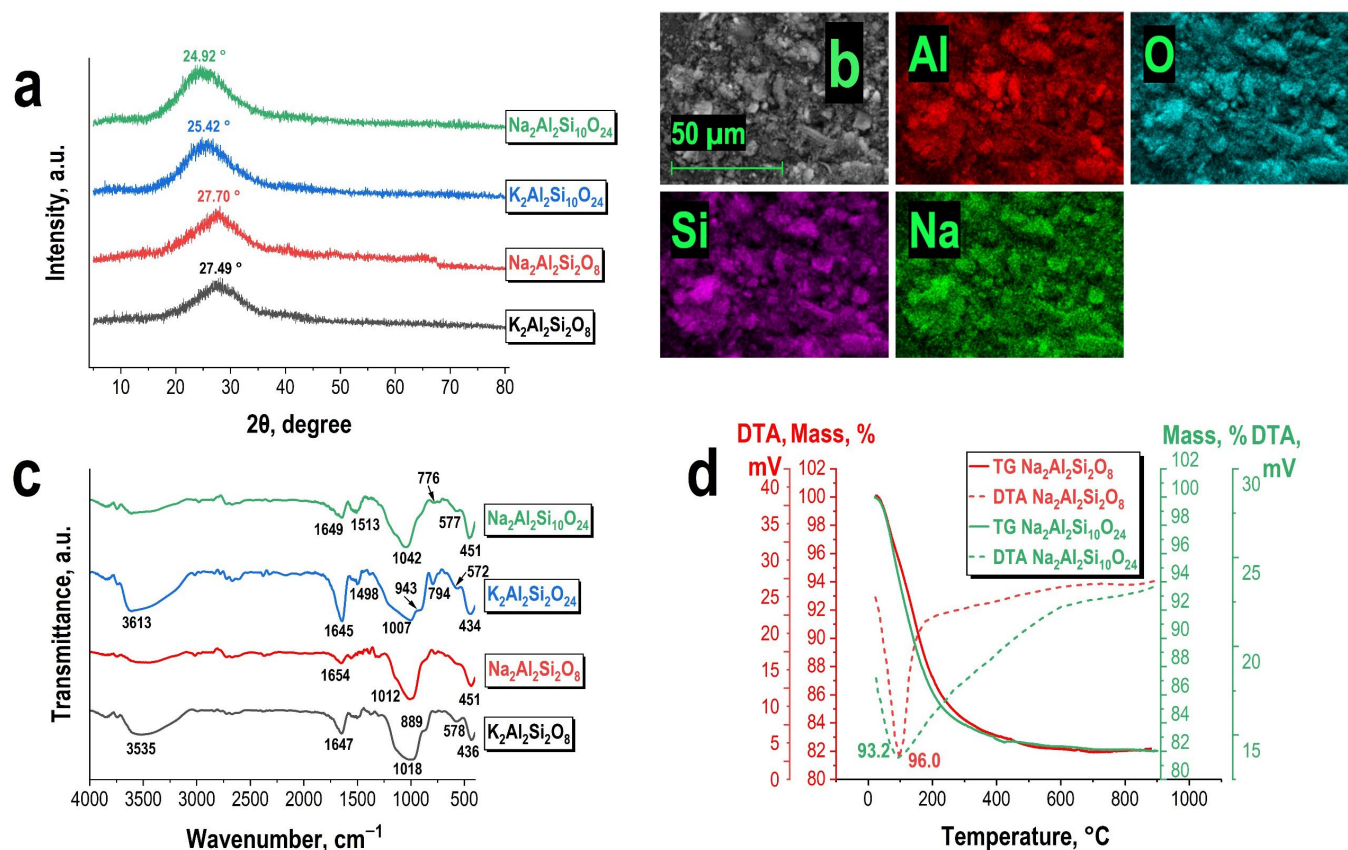 a
Intensity, a.u.
24.92 °
Na₂Al₂Si₁₀O₂₄
25.42 °
K₂Al₂Si₁₀O₂₄
27.70 °
Na₂Al₂Si₂O₈
27.49 °
K₂Al₂Si₂O₈
10 20 30 40 50 60 70 80
2θ, degree
b
50 µm
Al
O
Si
Na
c
Transmittance, a.u.
776
1649 1513 1042 577 451
Na₂Al₂Si₁₀O₂₄
3613 1645 1498 943 1007 794 572 434
K₂Al₂Si₂O₂₄
1654 1012 451
Na₂Al₂Si₂O₈
3535 1647 889 1018 578 436
K₂Al₂Si₂O₈
4000 3500 3000 2500 2000 1500 1000 500
Wavenumber, cm⁻¹
d
DTA, Mass, %
mV
Mass, % DTA,
mV
40 35 30 25 20 15 10 5 0
102 100 98 96 94 92 90 88 86 84 82 80
TG Na₂Al₂Si₂O₈
DTA Na₂Al₂Si₂O₈
TG Na₂Al₂Si₁₀O₂₄
DTA Na₂Al₂Si₁₀O₂₄
93.2
96.0
102 100 98 96 94 92 90 88 86 84 82 80
30 25 20 15
0 200 400 600 800 1000
Temperature, °C